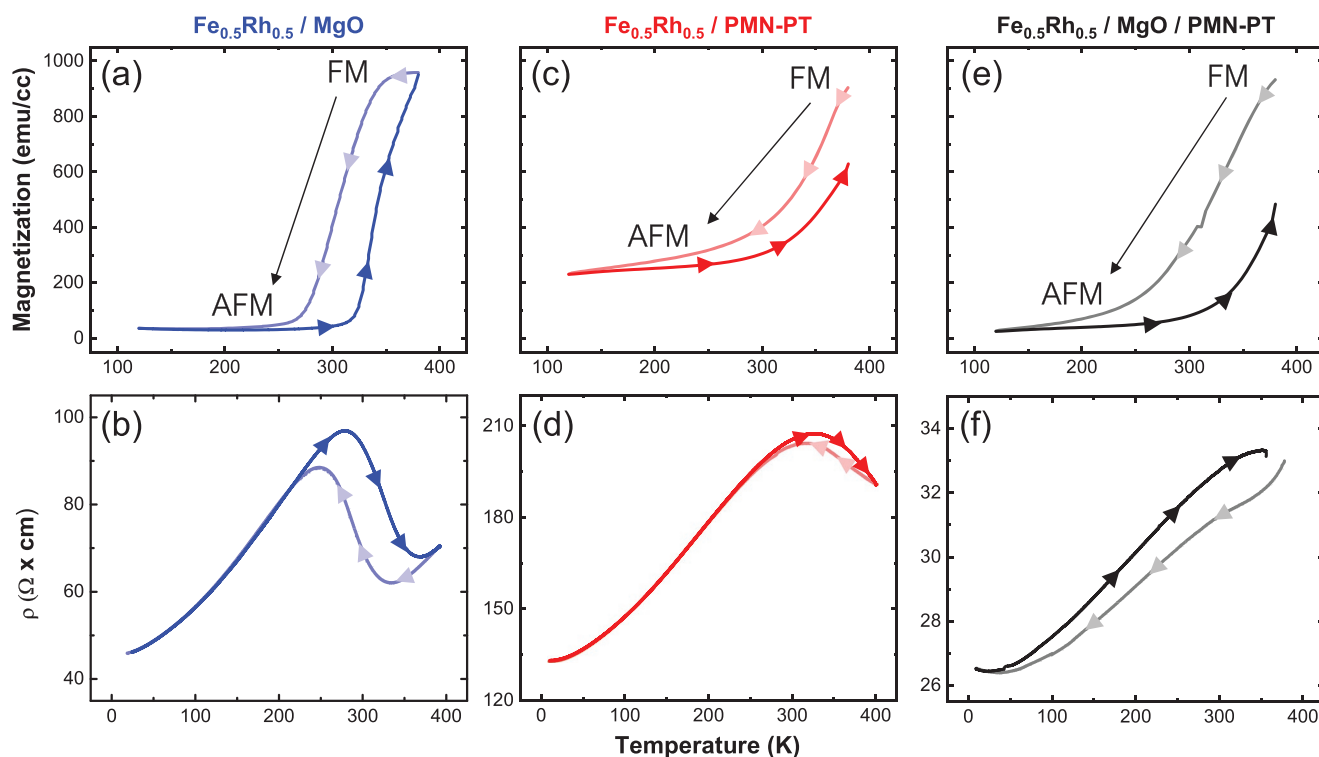 Fe0.5Rh0.5 / MgO
Fe0.5Rh0.5 / PMN-PT
Fe0.5Rh0.5 / MgO / PMN-PT
Magnetization (emu/cc)
1000
800
600
400
200
0
(a)
FM
AFM
100 200 300 400
(c)
FM
AFM
100 200 300 400
(e)
FM
AFM
100 200 300 400
ρ (Ω x cm)
100
80
60
40
(b)
0 100 200 300 400
210
180
150
120
(d)
0 100 200 300 400
34
32
30
28
26
(f)
0 100 200 300 400
Temperature (K)